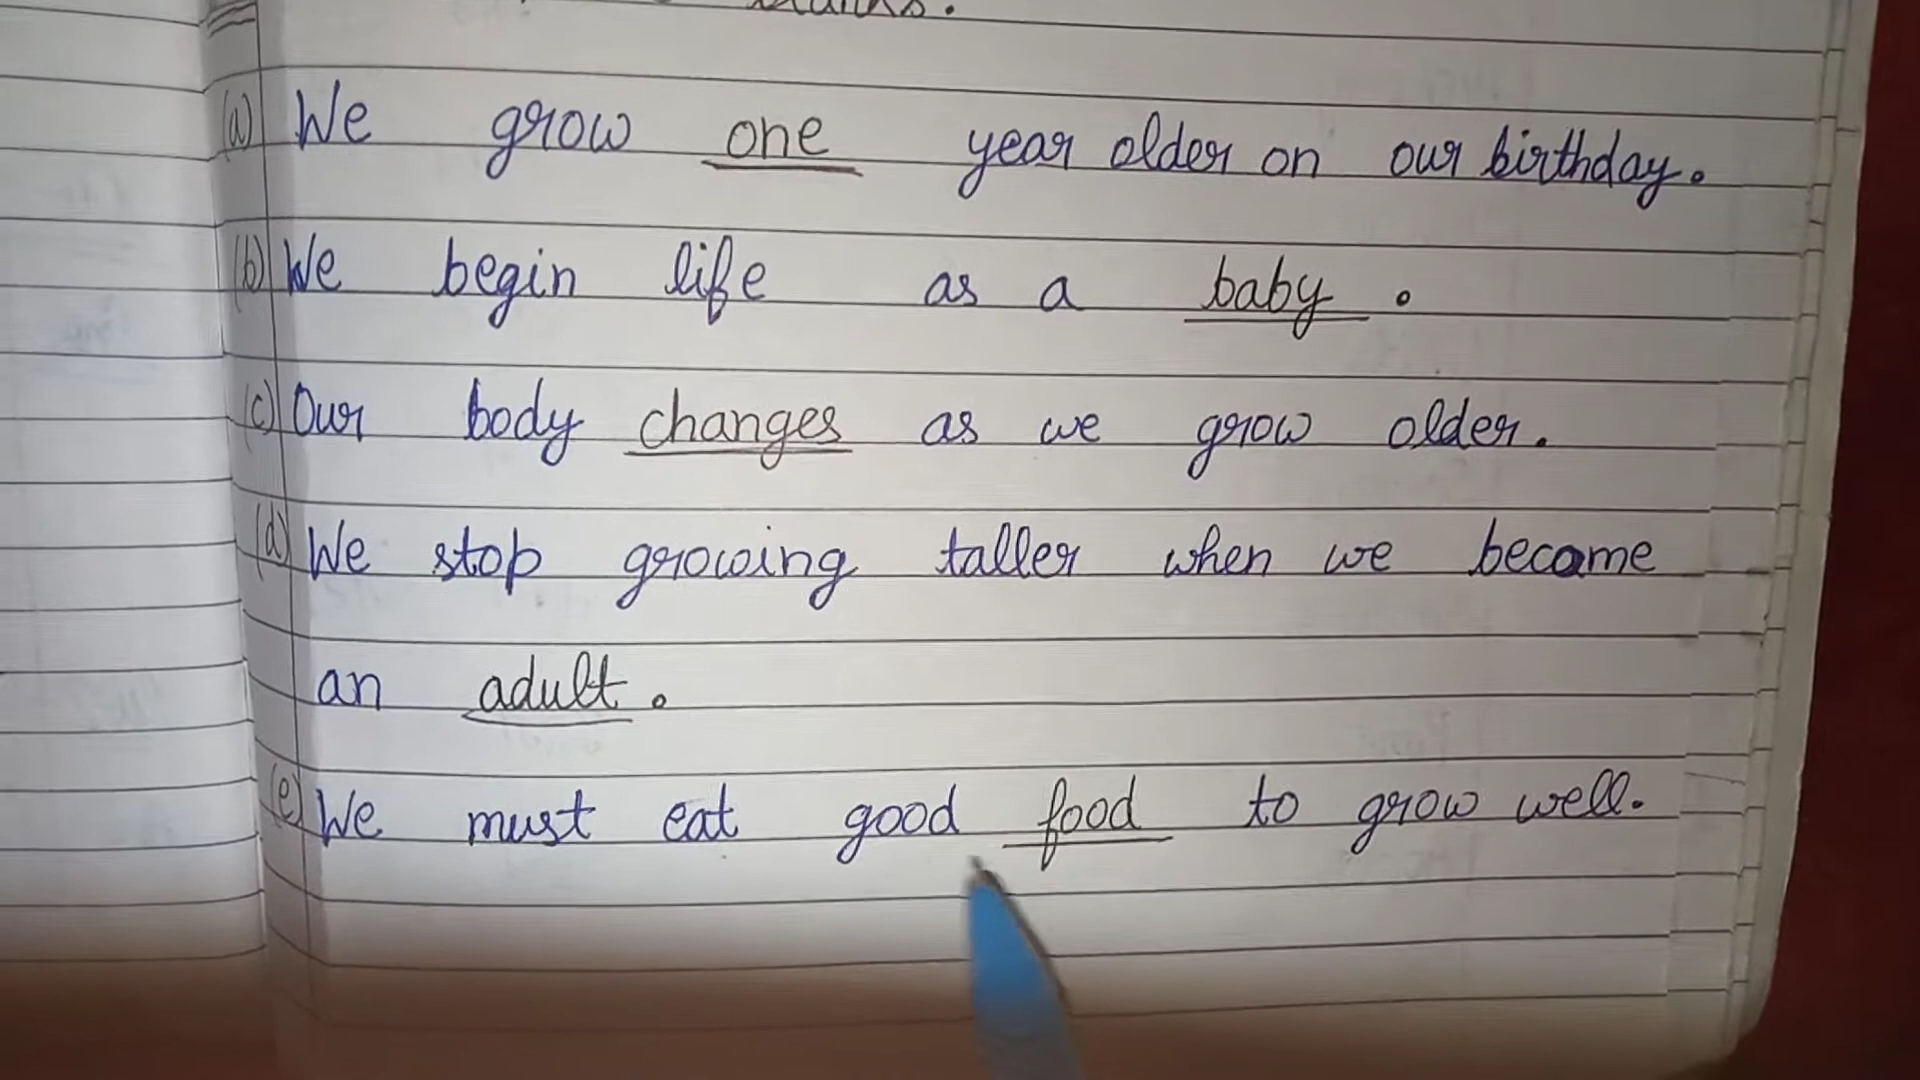 (a) We grow one year older on our birthday.
(b) We begin life as a baby.
(c) Our body changes as we grow older.
(d) We stop growing taller when we become
an adult.
(e) We must eat good food to grow well.